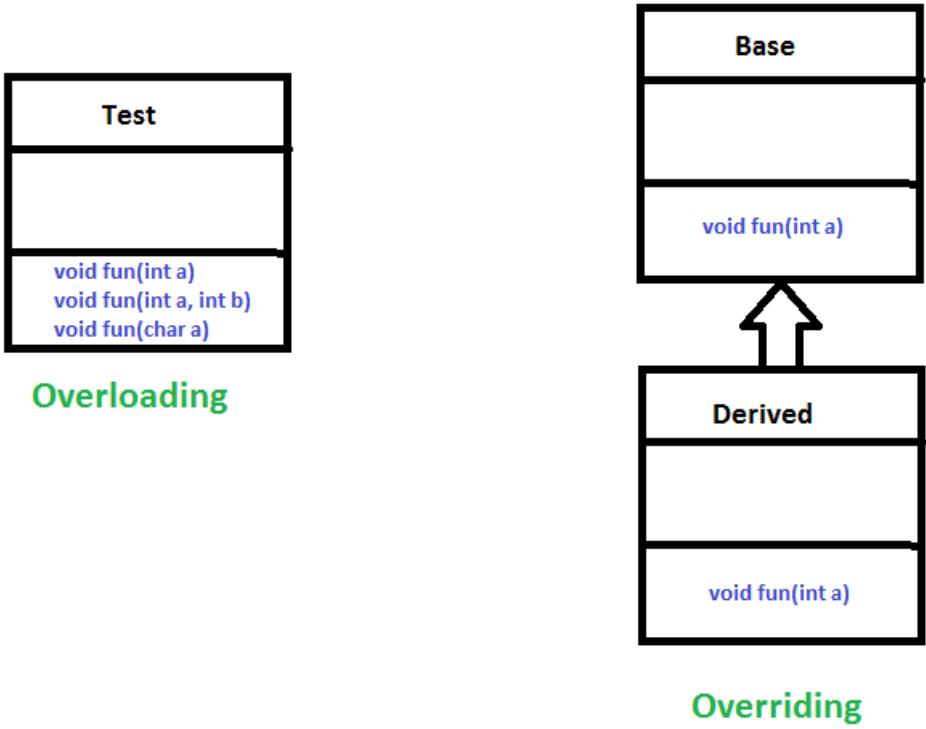 Test
void fun(int a)
void fun(int a, int b)
void fun(char a)
Overloading
Base
void fun(int a)
Derived
void fun(int a)
Overriding